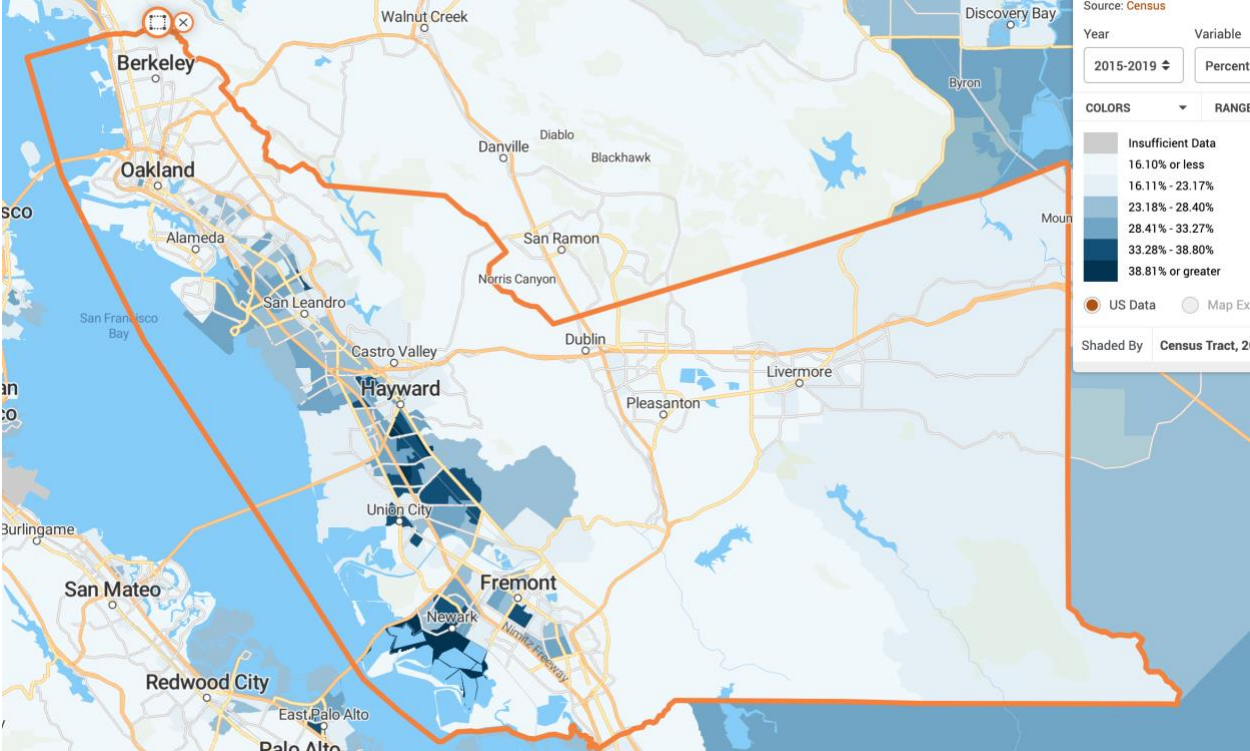 Walnut Creek
Discovery Bay
Berkeley
Byron
Diablo
Danville
Blackhawk
Oakland
sco
Alameda
San Ramon
Moun
Norris Canyon
San Leandro
San Francisco
Bay
Dublin
Castro Valley
Livermore
an
Hayward
Pleasanton
co
Union City
Burlingame
Fremont
San Mateo
Newark
Nimitz Freeway
Redwood City
East Palo Alto
Palo Alto
Source: Census
Year Variable
2015-2019 Percent
COLORS RANGE
Insufficient Data
16.10% or less
16.11% - 23.17%
23.18% - 28.40%
28.41% - 33.27%
33.28% - 38.80%
38.81% or greater
US Data Map Ex
Shaded By Census Tract, 20